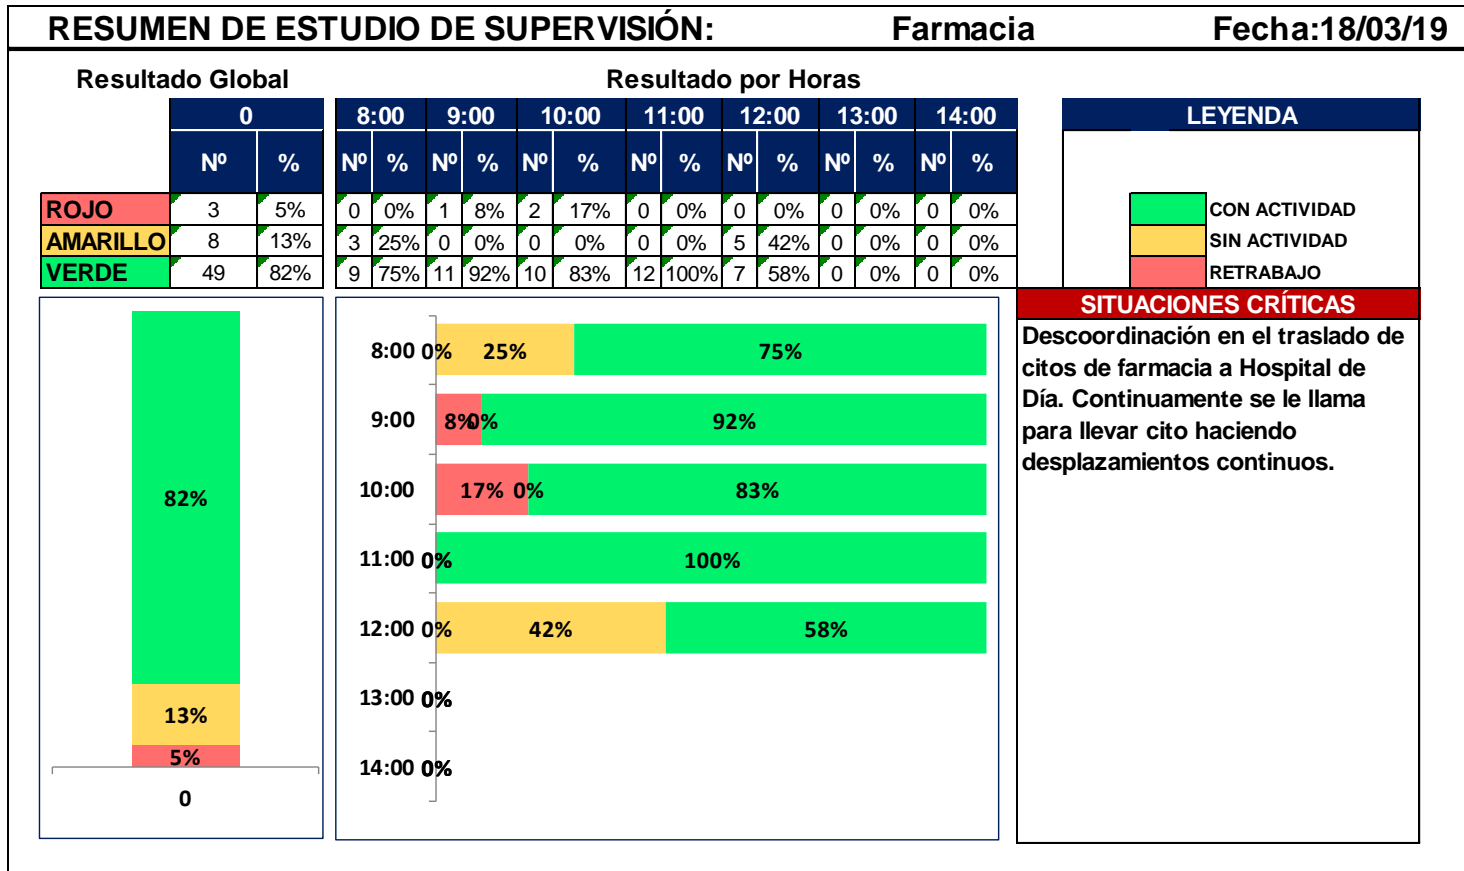 RESUMEN DE ESTUDIO DE SUPERVISIÓN: Farmacia Fecha:18/03/19
Resultado Global Resultado por Horas
0 8:00 9:00 10:00 11:00 12:00 13:00 14:00
Nº % Nº % Nº % Nº % Nº % Nº % Nº % Nº %
ROJO 3 5% 0 0% 1 8% 2 17% 0 0% 0 0% 0 0% 0 0%
AMARILLO 8 13% 3 25% 0 0% 0 0% 0 0% 5 42% 0 0% 0 0%
VERDE 49 82% 9 75% 11 92% 10 83% 12 100% 7 58% 0 0% 0 0%
LEYENDA
CON ACTIVIDAD
SIN ACTIVIDAD
RETRABAJO
82%
13%
5%
0
8:00 0% 25% 75%
9:00 8% 0% 92%
10:00 17% 0% 83%
11:00 0% 100%
12:00 0% 42% 58%
13:00 0%
14:00 0%
SITUACIONES CRÍTICAS
Descoordinación en el traslado de
citos de farmacia a Hospital de
Día. Continuamente se le llama
para llevar cito haciendo
desplazamientos continuos.